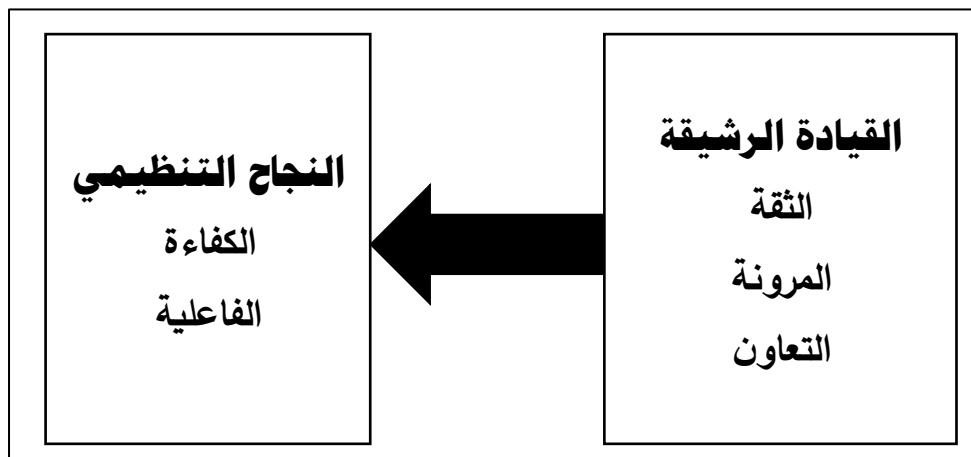 القيادة الرشيقة
الثقة
المرونة
التعاون
النجاح التنظيمي
الكفاءة
الفاعلية